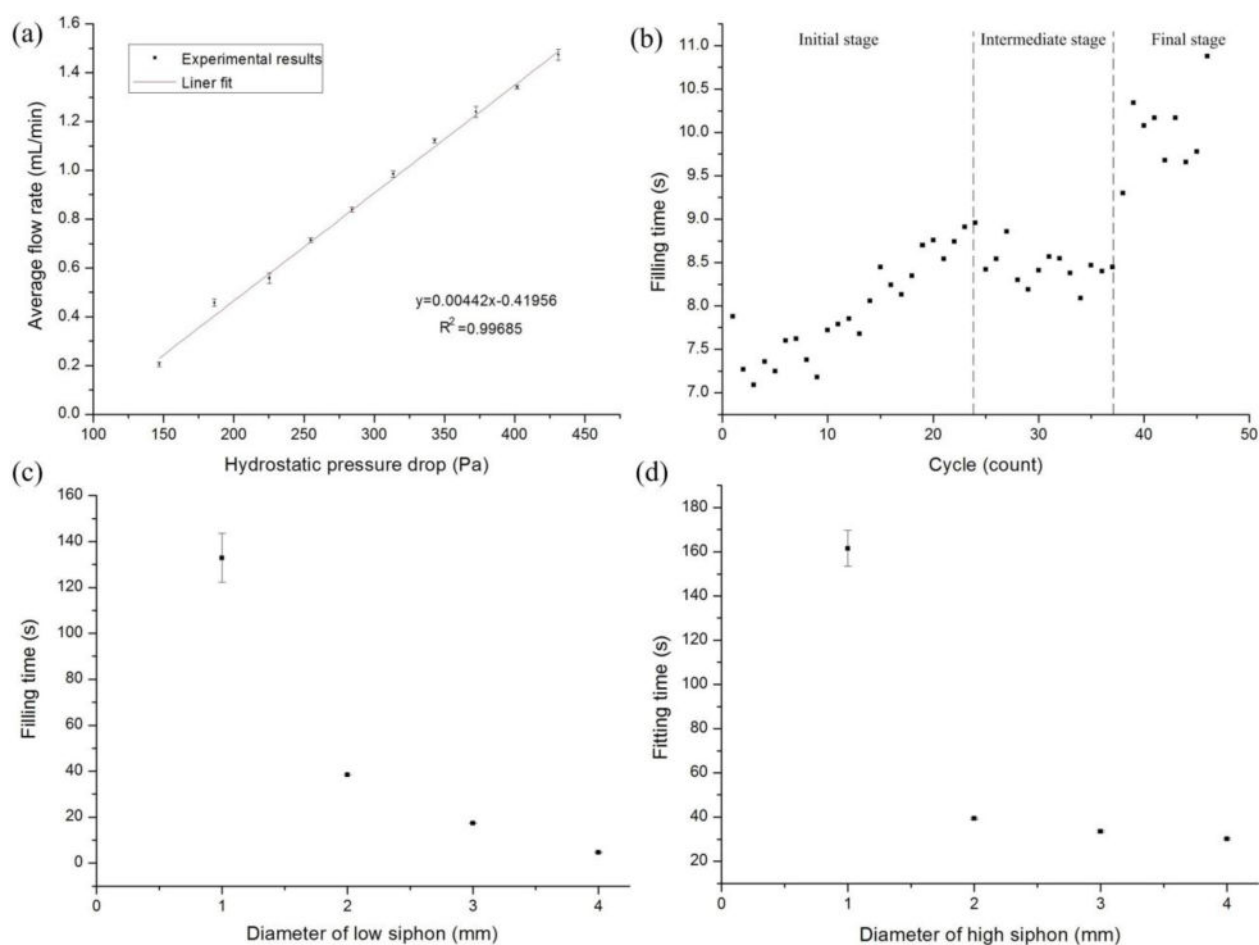 (a)
1.6
1.4
1.2
1.0
0.8
0.6
0.4
0.2
0.0
Average flow rate (mL/min)
Experimental results
Liner fit
y=0.00442x-0.41956
R2=0.99685
100 150 200 250 300 350 400 450
Hydrostatic pressure drop (Pa)
(b)
Initial stage Intermediate stage Final stage
11.0
10.5
10.0
9.5
9.0
8.5
8.0
7.5
7.0
Filling time (s)
0 10 20 30 40 50
Cycle (count)
(c)
160
140
120
100
80
60
40
20
0
Filling time (s)
0 1 2 3 4
Diameter of low siphon (mm)
(d)
180
160
140
120
100
80
60
40
20
Fitting time (s)
0 1 2 3 4
Diameter of high siphon (mm)